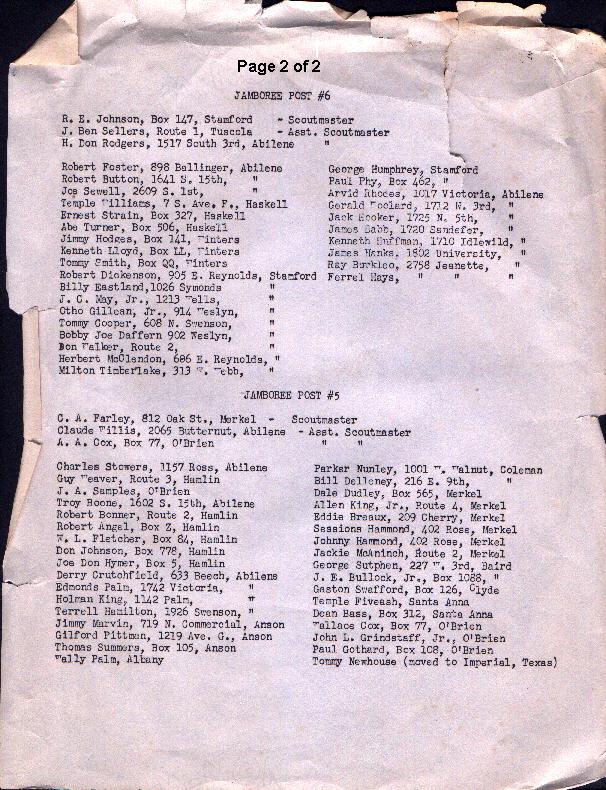 Page 2 of 2
JAMBOREE POST #6
R. E. Johnson, Box 147, Stamford - Scoutmaster
J. Ben Sellers, Route 1, Tuscola - Asst. Scoutmaster
H. Don Rodgers, 1517 South 3rd, Abilene "
Robert Foster, 898 Ballinger, Abilene
Robert Button, 1641 S. 15th, "
Joe Sewell, 2609 S. 1st, "
Temple Williams, 7 S. Ave. F., Haskell
Ernest Strain, Box 327, Haskell
Abe Turner, Box 506, Haskell
Jimmy Hodges, Box 141, Winters
Kenneth Lloyd, Box LL, Winters
Tommy Smith, Box QQ, Winters
Robert Dickenson, 905 E. Reynolds, Stamford
Billy Eastland,1026 Symonds "
J. C. May, Jr., 1213 Wells, "
Otho Gillean, Jr., 914 Weslyn, "
Tommy Cooper, 608 N. Swenson, "
Bobby Joe Daffern 902 Weslyn, "
Don Walker, Route 2, "
Herbert McClendon, 686 E. Reynolds, "
Milton Timberlake, 313 W. Webb, "
George Humphrey, Stamford
Paul Phy, Box 462, "
Arvid Rhodes, 1017 Victoria, Abilene
Gerald 1712 N. 3rd, "
Jack Hooker, 1725 N. 5th, "
James Babb, 1720 Sandefer, "
Kenneth Huffman, 1710 Idlewild, "
James Hanks, 1802 University, "
Ray Burkleo, 2758 Jeanette, "
Ferrel Hays, " " "
JAMBOREE POST #5
C. A. Farley, 812 Oak St., Merkel - Scoutmaster
Claude Willis, 2065 Butternut, Abilene - Asst. Scoutmaster
A. A. Cox, Box 77, O'Brien " "
Charles Stowers, 1157 Ross, Abilene
Guy Weaver, Route 3, Hamlin
J. A. Samples, O'Brien
Troy Boone, 1602 S. 15th, Abilene
Robert Bonner, Route 2, Hamlin
Robert Angel, Box Z, Hamlin
W. L. Fletcher, Box 84, Hamlin
Don Johnson, Box 778, Hamlin
Joe Don Hymer, Box 5, Hamlin
Derry Crutchfield, 633 Beech, Abilene
Edmonds Palm, 1742 Victoria, "
Holman King, 1142 Palm, "
Terrell Hamilton, 1926 Swenson, "
Jimmy Marvin, 719 N. Commercial, Anson
Gilford Pittman, 1219 Ave. G., Anson
Thomas Summers, Box 105, Anson
Wally Palm, Albany
Parker Nunley, 1001 W. Walnut, Coleman
Bill Delleney, 216 E. 9th, "
Dale Dudley, Box 565, Merkel
Allen King, Jr., Route 4, Merkel
Eddie Breaux, 209 Cherry, Merkel
Sessions Hammond, 402 Rose, Merkel
Johnny Hammond, 402 Rose, Merkel
Jackie McAninch, Route 2, Merkel
George Sutphen, 227 W. 3rd, Baird
J. E. Bullock, Jr., Box 1088, "
Gaston Swafford, Box 126, Clyde
Temple Fiveash, Santa Anna
Dean Bass, Box 312, Santa Anna
Wallace Cox, Box 77, O'Brien
John L. Grindstaff, Jr., O'Brien
Paul Gothard, Box 108, O'Brien
Tommy Newhouse (moved to Imperial, Texas)